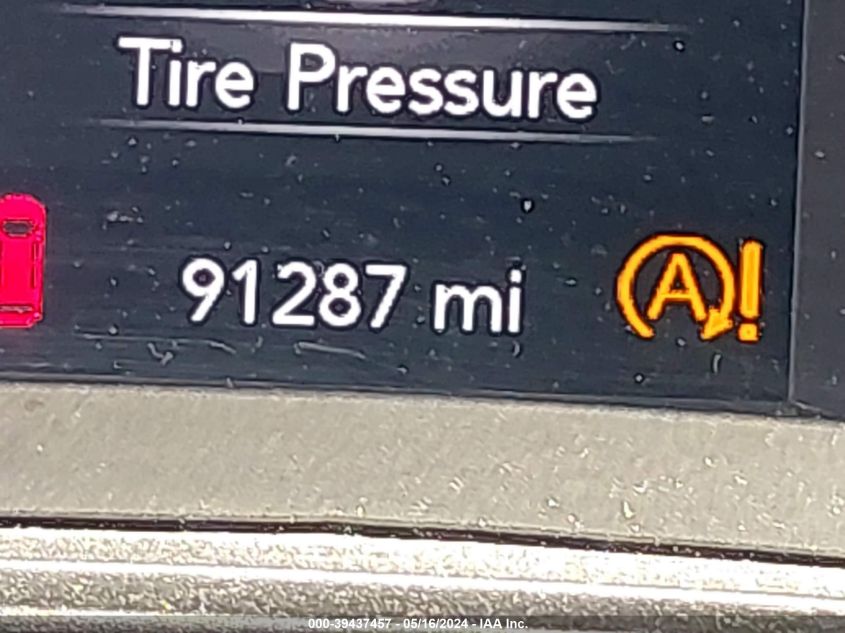 Tire Pressure
91287 mi A!
000-39437457 - 05/16/2024 - IAA Inc.